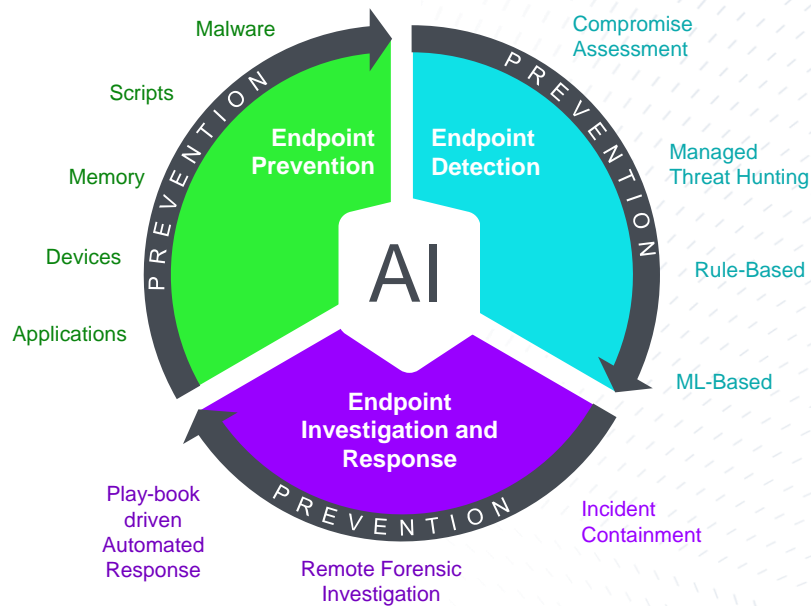 Malware
Scripts
Memory
Devices
Applications
PREVENTION
Endpoint
Prevention
Compromise
Assessment
Managed
Threat Hunting
Rule-Based
ML-Based
PREVENTION
Endpoint
Detection
AI
Endpoint
Investigation and
Response
PREVENTION
Incident
Containment
Remote Forensic
Investigation
Play-book
driven
Automated
Response